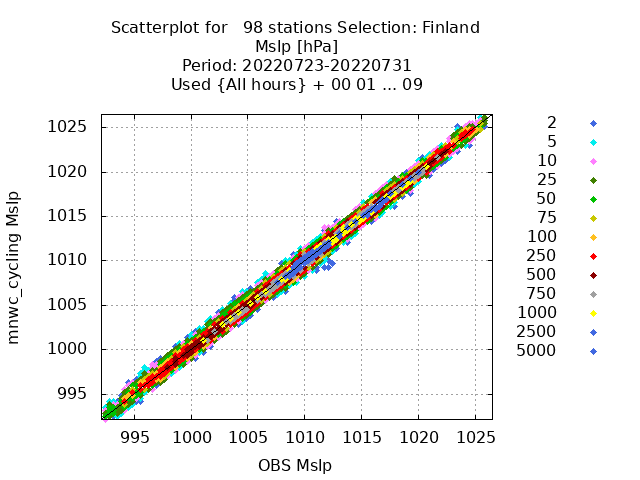 Scatterplot for   98 stations Selection: Finland
Mslp [hPa]
Period: 20220723-20220731
Used {All hours} + 00 01 ... 09
mnwc_cycling Mslp
1025
1020
1015
1010
1005
1000
995
995 1000 1005 1010 1015 1020 1025
OBS Mslp
2
5
10
25
50
75
100
250
500
750
1000
2500
5000